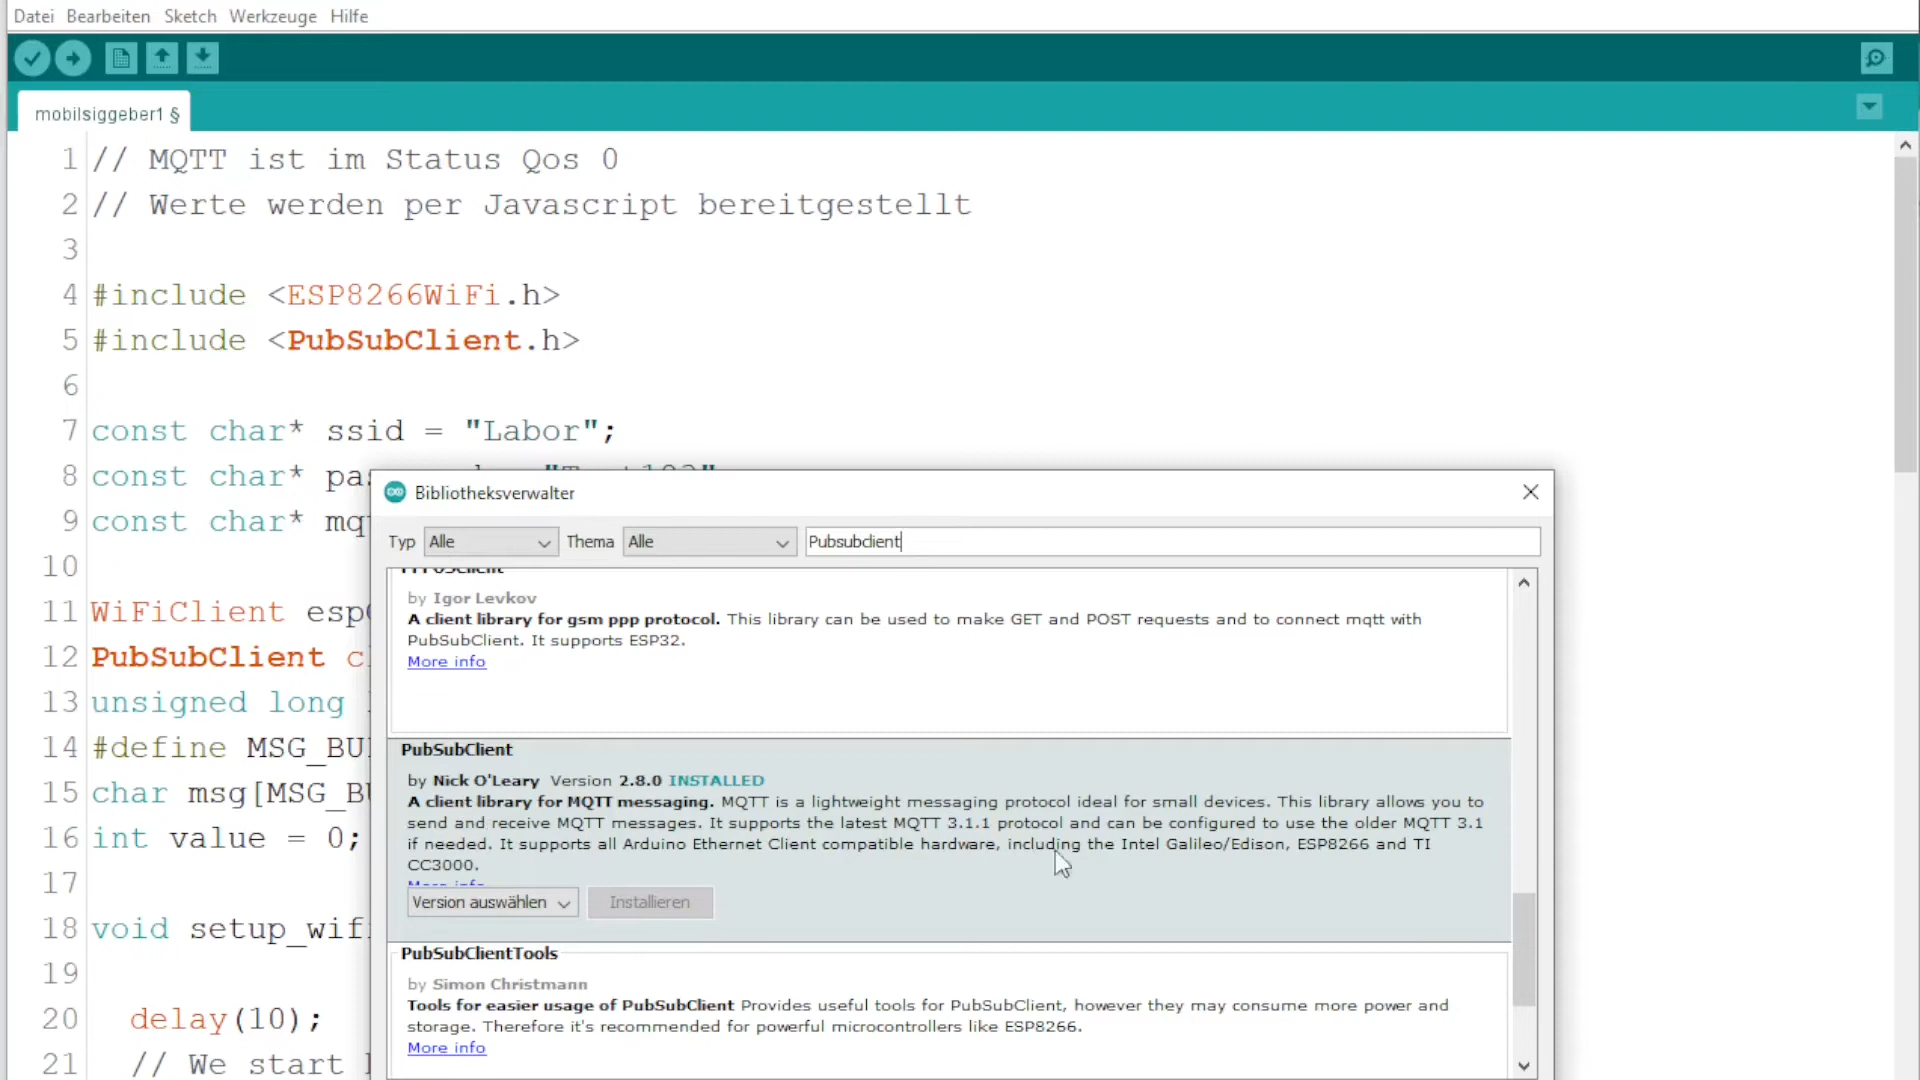 Datei Bearbeiten Sketch Werkzeuge Hilfe
mobilsiggeber1 §
1 // MQTT ist im Status Qos 0
2 // Werte werden per Javascript bereitgestellt
3
4 #include <ESP8266WiFi.h>
5 #include <PubSubClient.h>
6
7 const char* ssid = "Labor";
8 const char* pas
9 const char* mq
10
11 WiFiClient esp
12 PubSubClient c
13 unsigned long
14 #define MSG_BU
15 char msg[MSG_B
16 int value = 0;
17
18 void setup_wif
19
20 delay(10);
21 // We start
Bibliotheksverwalter
Typ Alle Thema Alle Pubsubclient
by Igor Levkov
A client library for gsm ppp protocol. This library can be used to make GET and POST requests and to connect mqtt with
PubSubClient. It supports ESP32.
More info
PubSubClient
by Nick O'Leary Version 2.8.0 INSTALLED
A client library for MQTT messaging. MQTT is a lightweight messaging protocol ideal for small devices. This library allows you to
send and receive MQTT messages. It supports the latest MQTT 3.1.1 protocol and can be configured to use the older MQTT 3.1
if needed. It supports all Arduino Ethernet Client compatible hardware, including the Intel Galileo/Edison, ESP8266 and TI
CC3000.
More info
Version auswählen Installieren
PubSubClientTools
by Simon Christmann
Tools for easier usage of PubSubClient Provides useful tools for PubSubClient, however they may consume more power and
storage. Therefore it's recommended for powerful microcontrollers like ESP8266.
More info